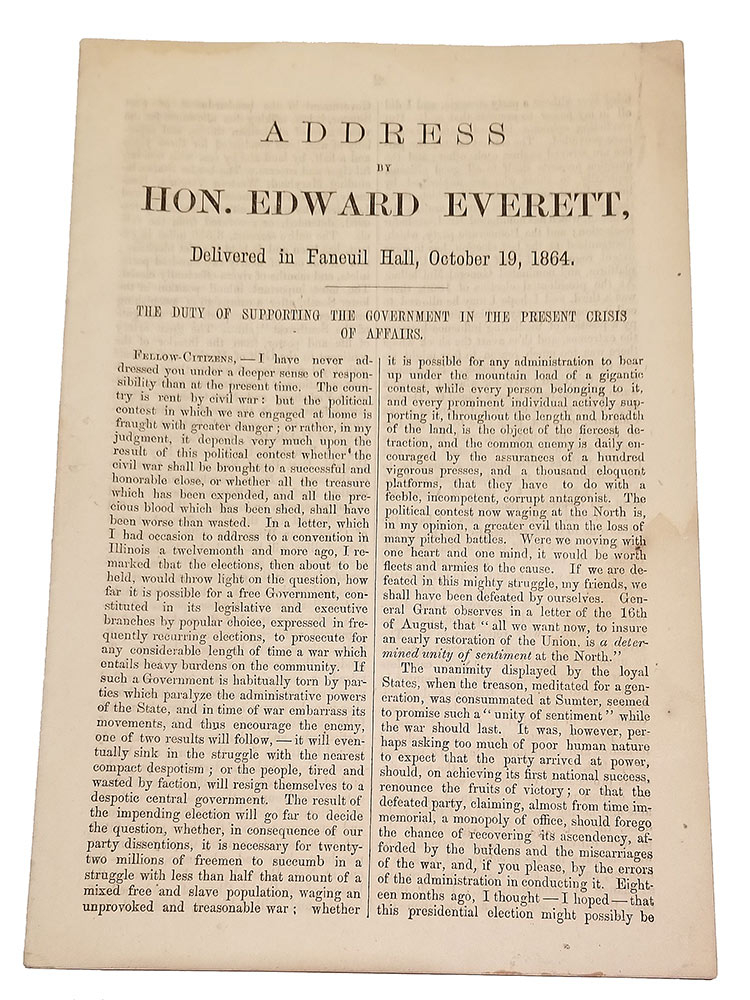 ADDRESS
BY
HON. EDWARD EVERETT,
Delivered in Faneuil Hall, October 19, 1864.
THE DUTY OF SUPPORTING THE GOVERNMENT IN THE PRESENT CRISIS
OF AFFAIRS.
FELLOW-CITIZENS, — I have never ad-
dressed you under a deeper sense of respon-
sibility than at the present time. The coun-
try is rent by civil war: but the political
contest in which we are engaged at home is
fraught with greater danger; or rather, in my
judgment, it depends very much upon the
result of this political contest whether the
civil war shall be brought to a successful and
honorable close, or whether all the treasure
which has been expended, and all the pre-
cious blood which has been shed, shall have
been worse than wasted. In a letter, which
I had occasion to address to a convention in
Illinois a twelvemonth and more ago, I re-
marked that the elections, then about to be
held, would throw light on the question, how
far it is possible for a free Government, con-
stituted in its legislative and executive
branches by popular choice, expressed in fre-
quently recurring elections, to prosecute for
any considerable length of time a war which
entails heavy burdens on the community. If
such a Government is habitually torn by par-
ties which paralyze the administrative powers
of the State, and in time of war embarrass its
movements, and thus encourage the enemy,
one of two results will follow, — it will even-
tually sink in the struggle with the nearest
compact despotism; or the people, tired and
wasted by faction, will resign themselves to a
despotic central government. The result of
the impending election will go far to decide
the question, whether, in consequence of our
party dissentions, it is necessary for twenty-
two millions of freemen to succumb in a
struggle with less than half that amount of a
mixed free and slave population, waging an
unprovoked and treasonable war; whether
it is possible for any administration to bear
up under the mountain load of a gigantic
contest, while every person belonging to it,
and every prominent individual actively sup-
porting it, throughout the length and breadth
of the land, is the object of the fiercest de-
traction, and the common enemy is daily en-
couraged by the assurances of a hundred
vigorous presses, and a thousand eloquent
platforms, that they have to do with a
feeble, incompetent, corrupt antagonist. The
political contest now waging at the North is,
in my opinion, a greater evil than the loss of
many pitched battles. Were we moving with
one heart and one mind, it would be worth
fleets and armies to the cause. If we are de-
feated in this mighty struggle, my friends, we
shall have been defeated by ourselves. Gen-
eral Grant observes in a letter of the 16th
of August, that "all we want now, to insure
an early restoration of the Union, is a deter-
mined unity of sentiment at the North."
The unanimity displayed by the loyal
States, when the treason, meditated for a gen-
eration, was consummated at Sumter, seemed
to promise such a "unity of sentiment" while
the war should last. It was, however, per-
haps asking too much of poor human nature
to expect that the party arrived at power,
should, on achieving its first national success,
renounce the fruits of victory; or that the
defeated party, claiming, almost from time im-
memorial, a monopoly of office, should forego
the chance of recovering its ascendency, af-
forded by the burdens and the miscarriages
of the war, and, if you please, by the errors
of the administration in conducting it. Eight-
een months ago, I thought — I hoped — that
this presidential election might possibly be